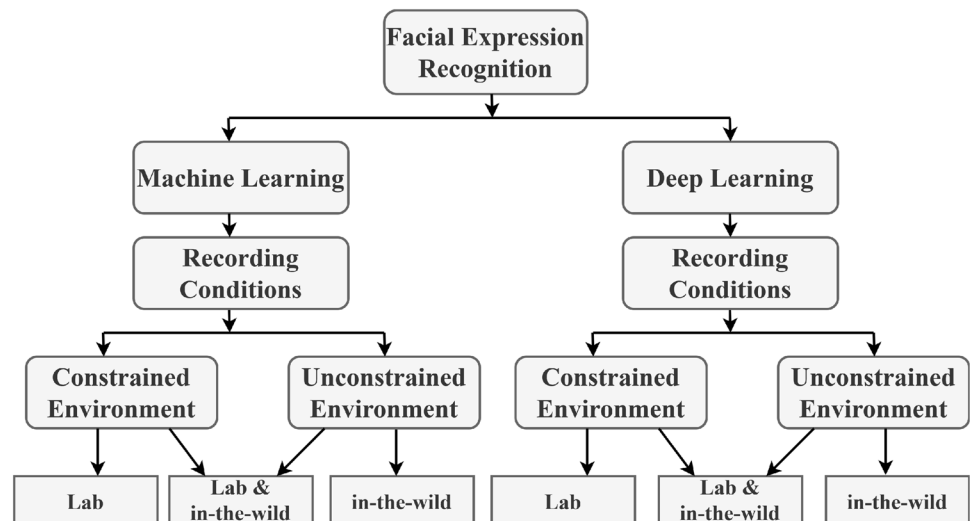 Facial Expression
Recognition
Machine Learning
Deep Learning
Recording
Conditions
Recording
Conditions
Constrained
Environment
Unconstrained
Environment
Constrained
Environment
Unconstrained
Environment
Lab
Lab &
in-the-wild
in-the-wild
Lab
Lab &
in-the-wild
in-the-wild